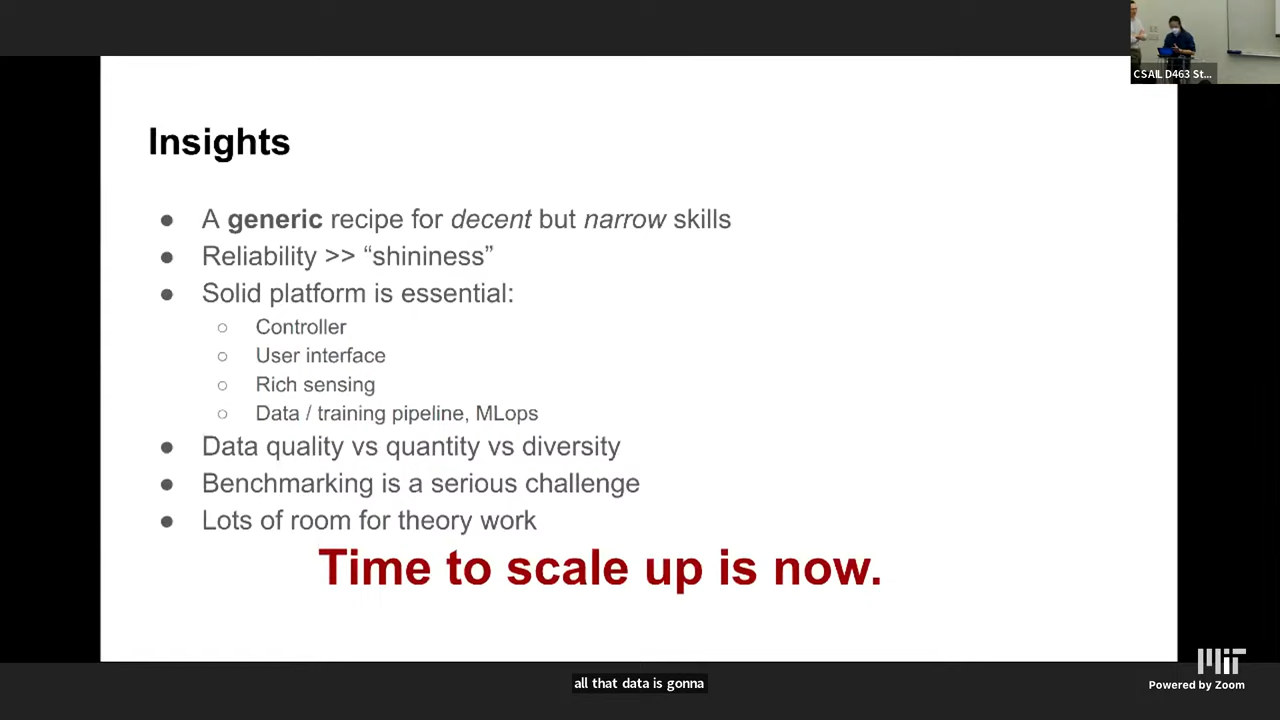 CSAIL D463 St...
Insights
● A generic recipe for decent but narrow skills
● Reliability >> “shininess”
● Solid platform is essential:
○ Controller
○ User interface
○ Rich sensing
○ Data / training pipeline, MLops
● Data quality vs quantity vs diversity
● Benchmarking is a serious challenge
● Lots of room for theory work
Time to scale up is now.
MIT
Powered by Zoom
all that data is gonna